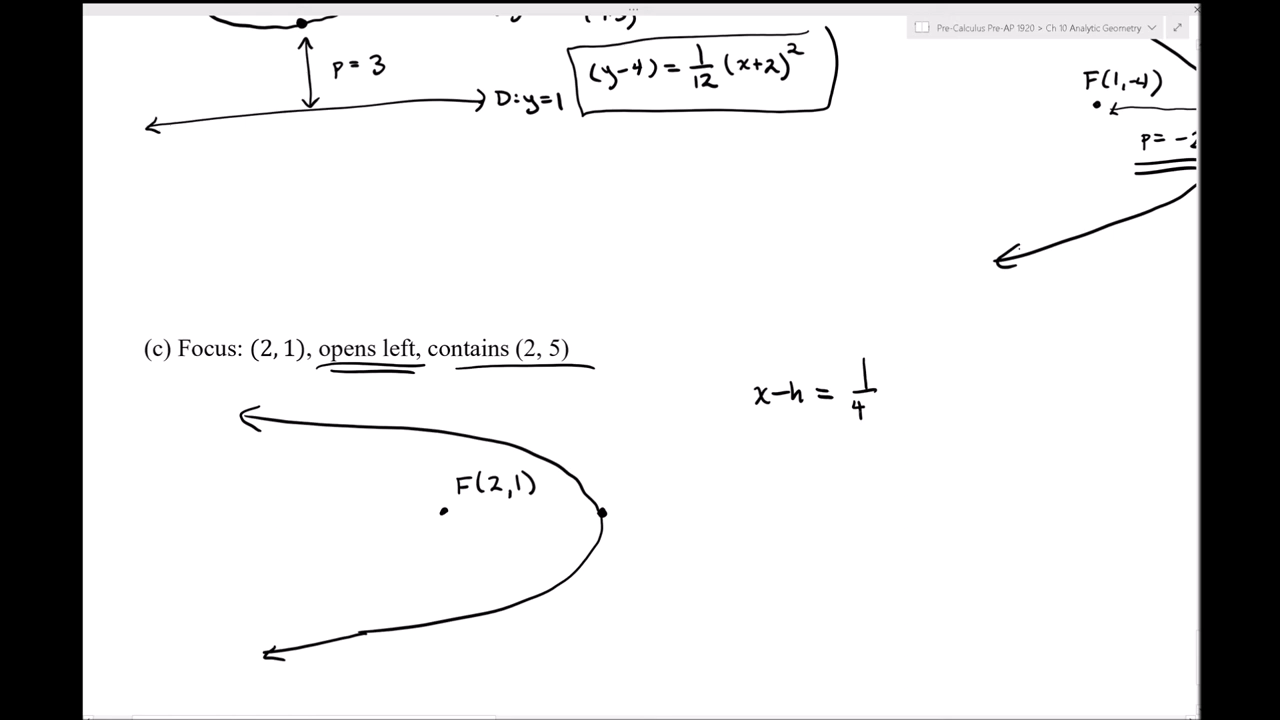 Pre-Calculus Pre-AP 1920 > Ch 10 Analytic Geometry
p = 3
(y-4) = 1/12 (x+2)²
D: y=1
F(1,-4)
p = -2
(c) Focus: (2, 1), opens left, contains (2, 5)
x-h = 1/4
F(2,1)